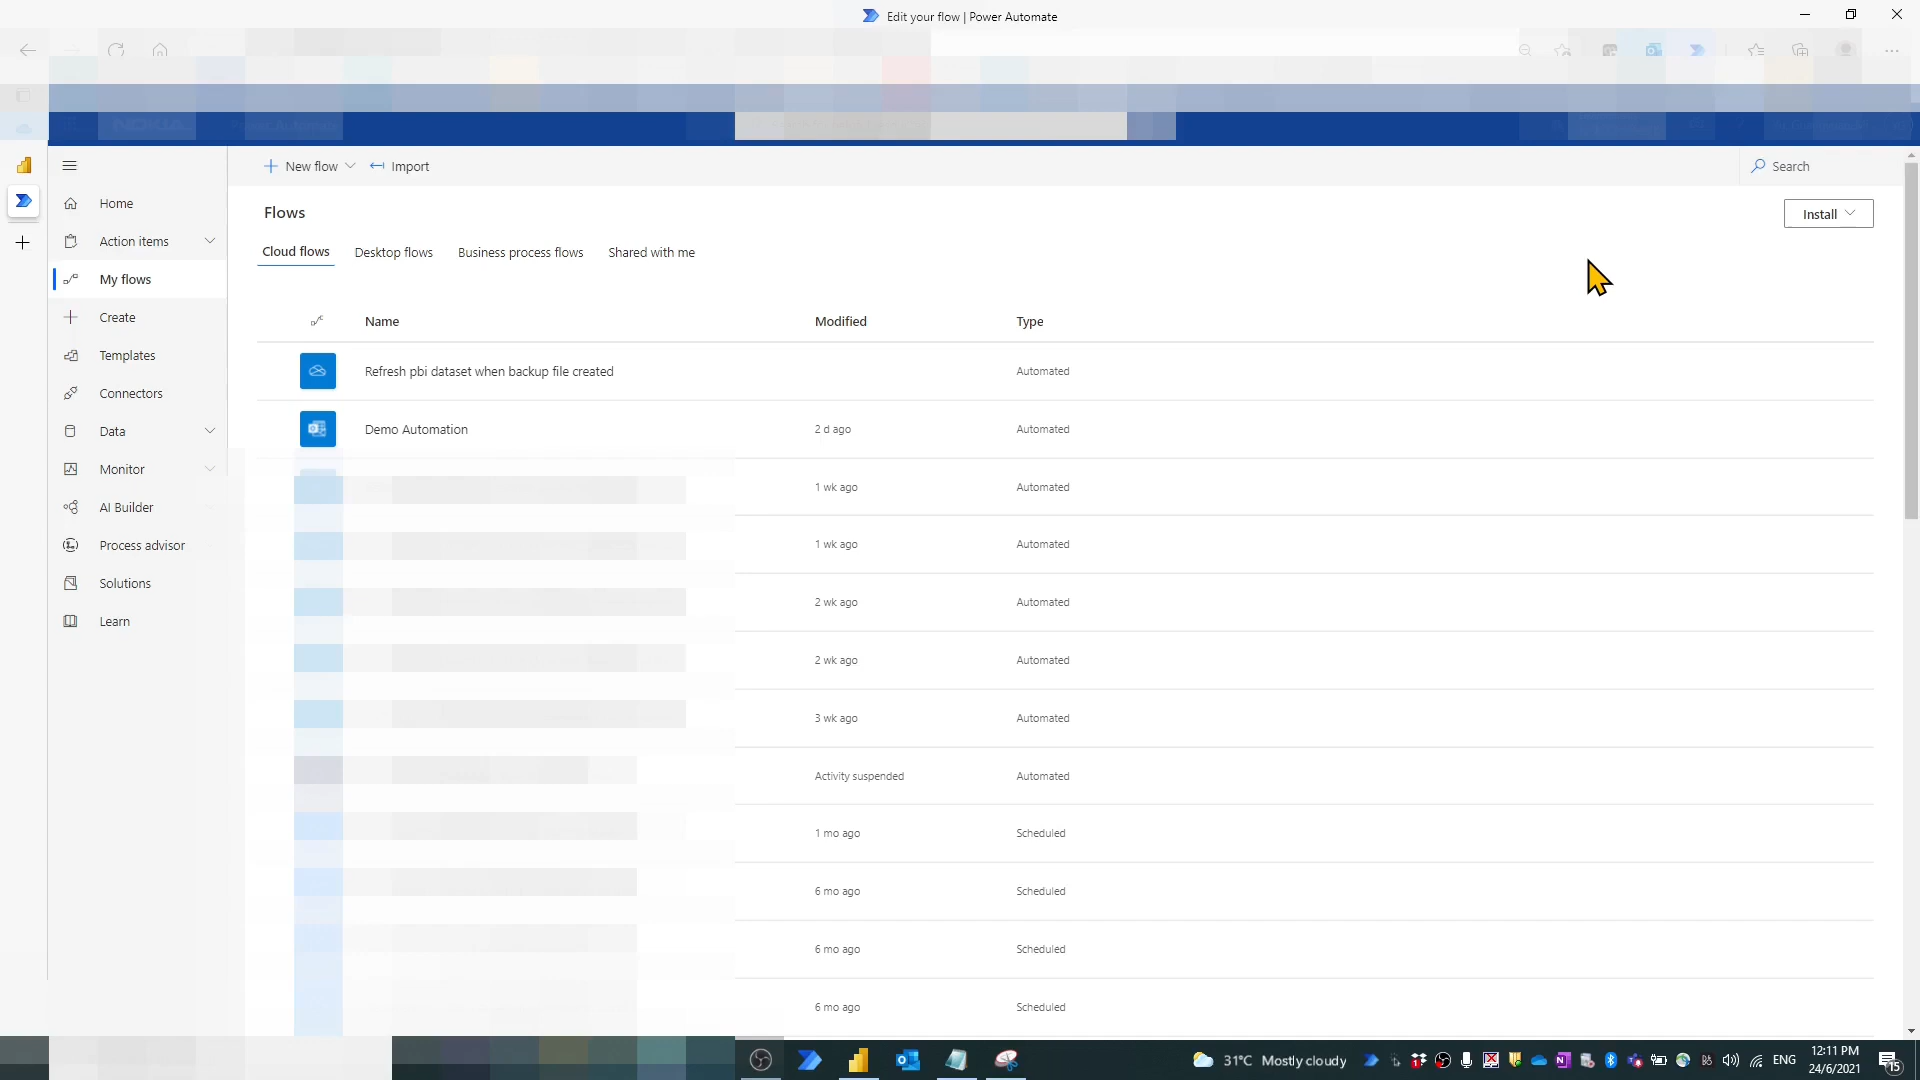 Edit your flow | Power Automate
New flow Import Search
Home
Action items
My flows
Create
Templates
Connectors
Data
Monitor
AI Builder
Process advisor
Solutions
Learn
Flows Install
Cloud flows Desktop flows Business process flows Shared with me
Name Modified Type
Refresh pbi dataset when backup file created Automated
Demo Automation 2 d ago Automated
1 wk ago Automated
1 wk ago Automated
2 wk ago Automated
2 wk ago Automated
3 wk ago Automated
Activity suspended Automated
1 mo ago Scheduled
6 mo ago Scheduled
6 mo ago Scheduled
6 mo ago Scheduled
31°C Mostly cloudy ENG 12:11 PM
24/6/2021
15